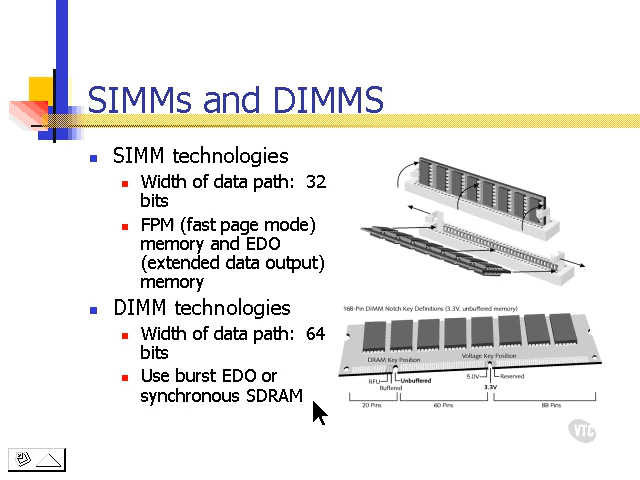 SIMMs and DIMMS
SIMM technologies
Width of data path: 32
bits
FPM (fast page mode)
memory and EDO
(extended data output)
memory
DIMM technologies
Width of data path: 64
bits
Use burst EDO or
synchronous SDRAM
168-Pin DIMM Notch Key Definitions (3.3V, unbuffered memory)
DRAM Key Position
Voltage Key Position
RFU
Unbuffered
Buffered
5.0V
Reserved
3.3V
20 Pins
60 Pins
88 Pins
VTC